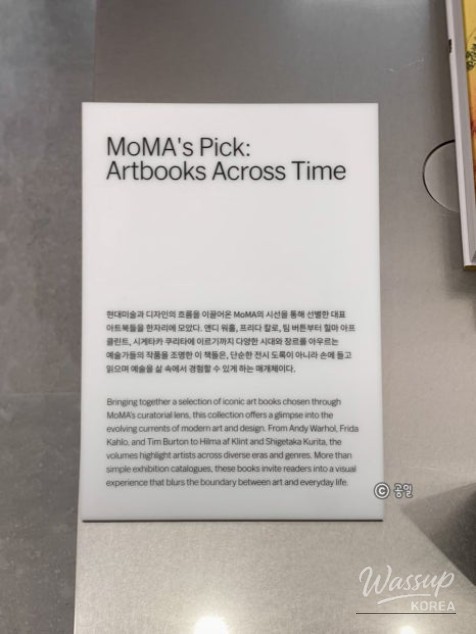 MoMA's Pick:
Artbooks Across Time
현대미술과 디자인의 흐름을 이끌어온 MoMA의 시선을 통해 선별한 대표
아트북들을 한자리에 모았다. 앤디 워홀, 프리다 칼로, 팀 버튼부터 힐마 아프
클린트, 시게타카 쿠리타에 이르기까지 다양한 시대와 장르를 아우르는
예술가들의 작품을 조명한 이 책들은, 단순한 전시 도록이 아니라 손에 들고
읽으며 예술을 삶 속에서 경험할 수 있게 하는 매개체이다.
Bringing together a selection of iconic art books chosen through
MoMA's curatorial lens, this collection offers a glimpse into the
evolving currents of modern art and design. From Andy Warhol, Frida
Kahlo, and Tim Burton to Hilma af Klint and Shigetaka Kurita, the
volumes highlight artists across diverse eras and genres. More than
simple exhibition catalogues, these books invite readers into a visual
experience that blurs the boundary between art and everyday life.
©
Wassup
KOREA